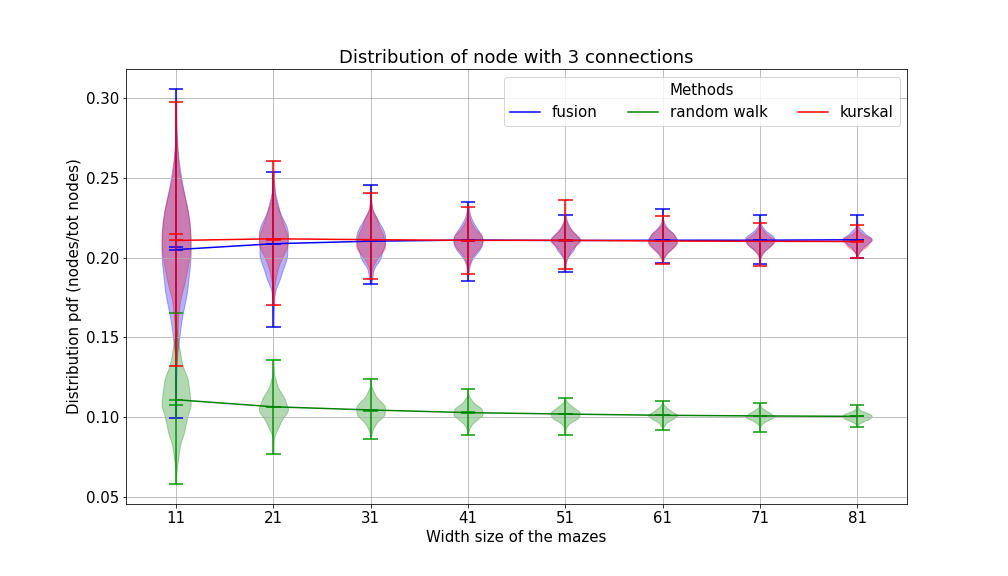 Distribution of node with 3 connections
Methods
fusion random walk kurskal
Distribution pdf (nodes/tot nodes)
0.30
0.25
0.20
0.15
0.10
0.05
11 21 31 41 51 61 71 81
Width size of the mazes